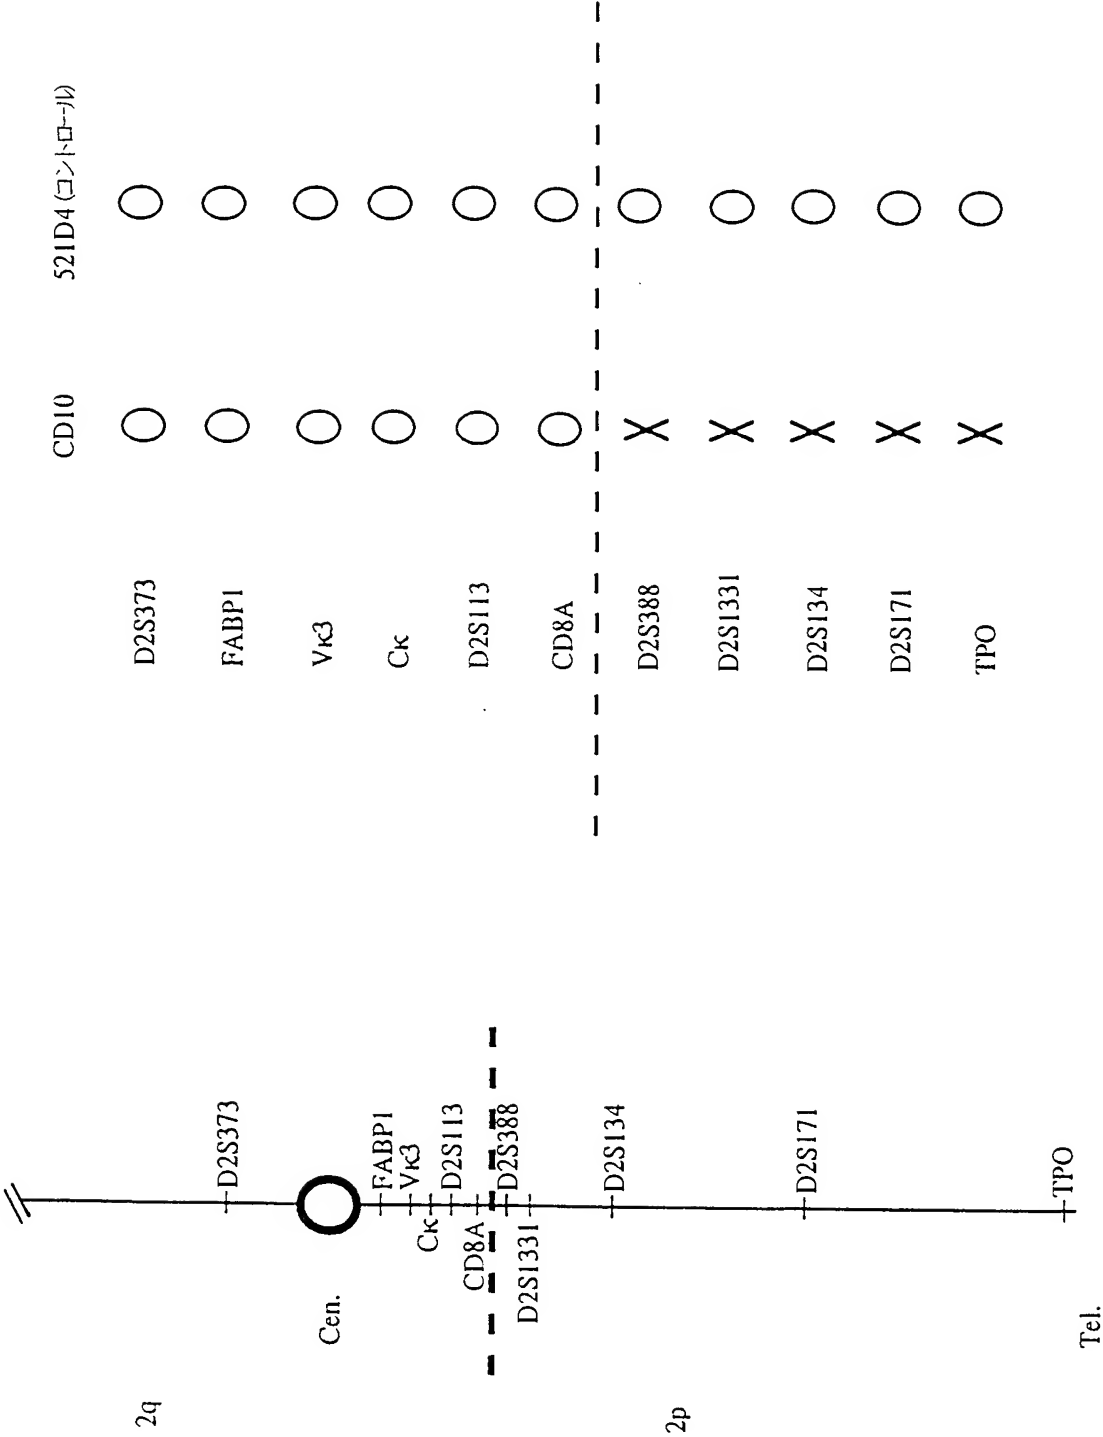 CD10
521D4 (コントロール)
D2S373
FABP1
Vκ3
Cκ
D2S113
CD8A
D2S388
D2S1331
D2S134
D2S171
TPO
2q
Cen.
2p
Tel.
D2S373
FABP1
Vκ3
Cκ
D2S113
CD8A
D2S388
D2S1331
D2S134
D2S171
TPO